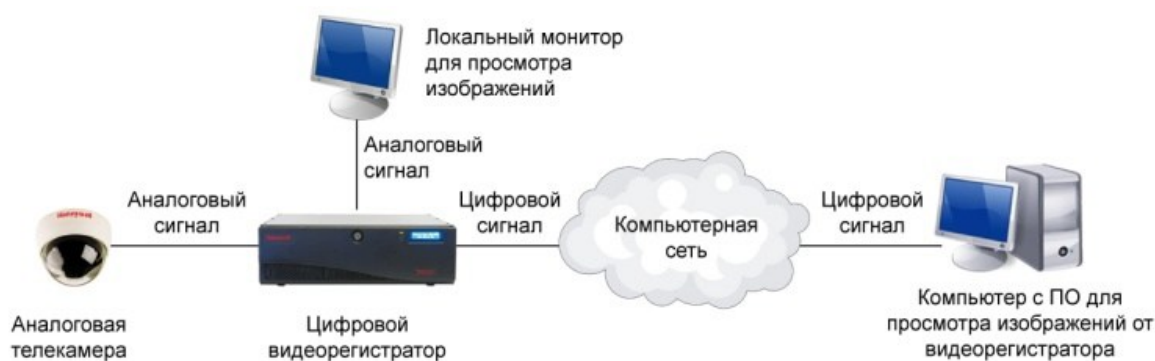 Локальный монитор
для просмотра
изображений
Аналоговый
сигнал
Аналоговый
сигнал
Цифровой
сигнал
Компьютерная
сеть
Цифровой
сигнал
Аналоговая
телекамера
Цифровой
видеорегистратор
Компьютер с ПО для
просмотра изображений от
видеорегистратора